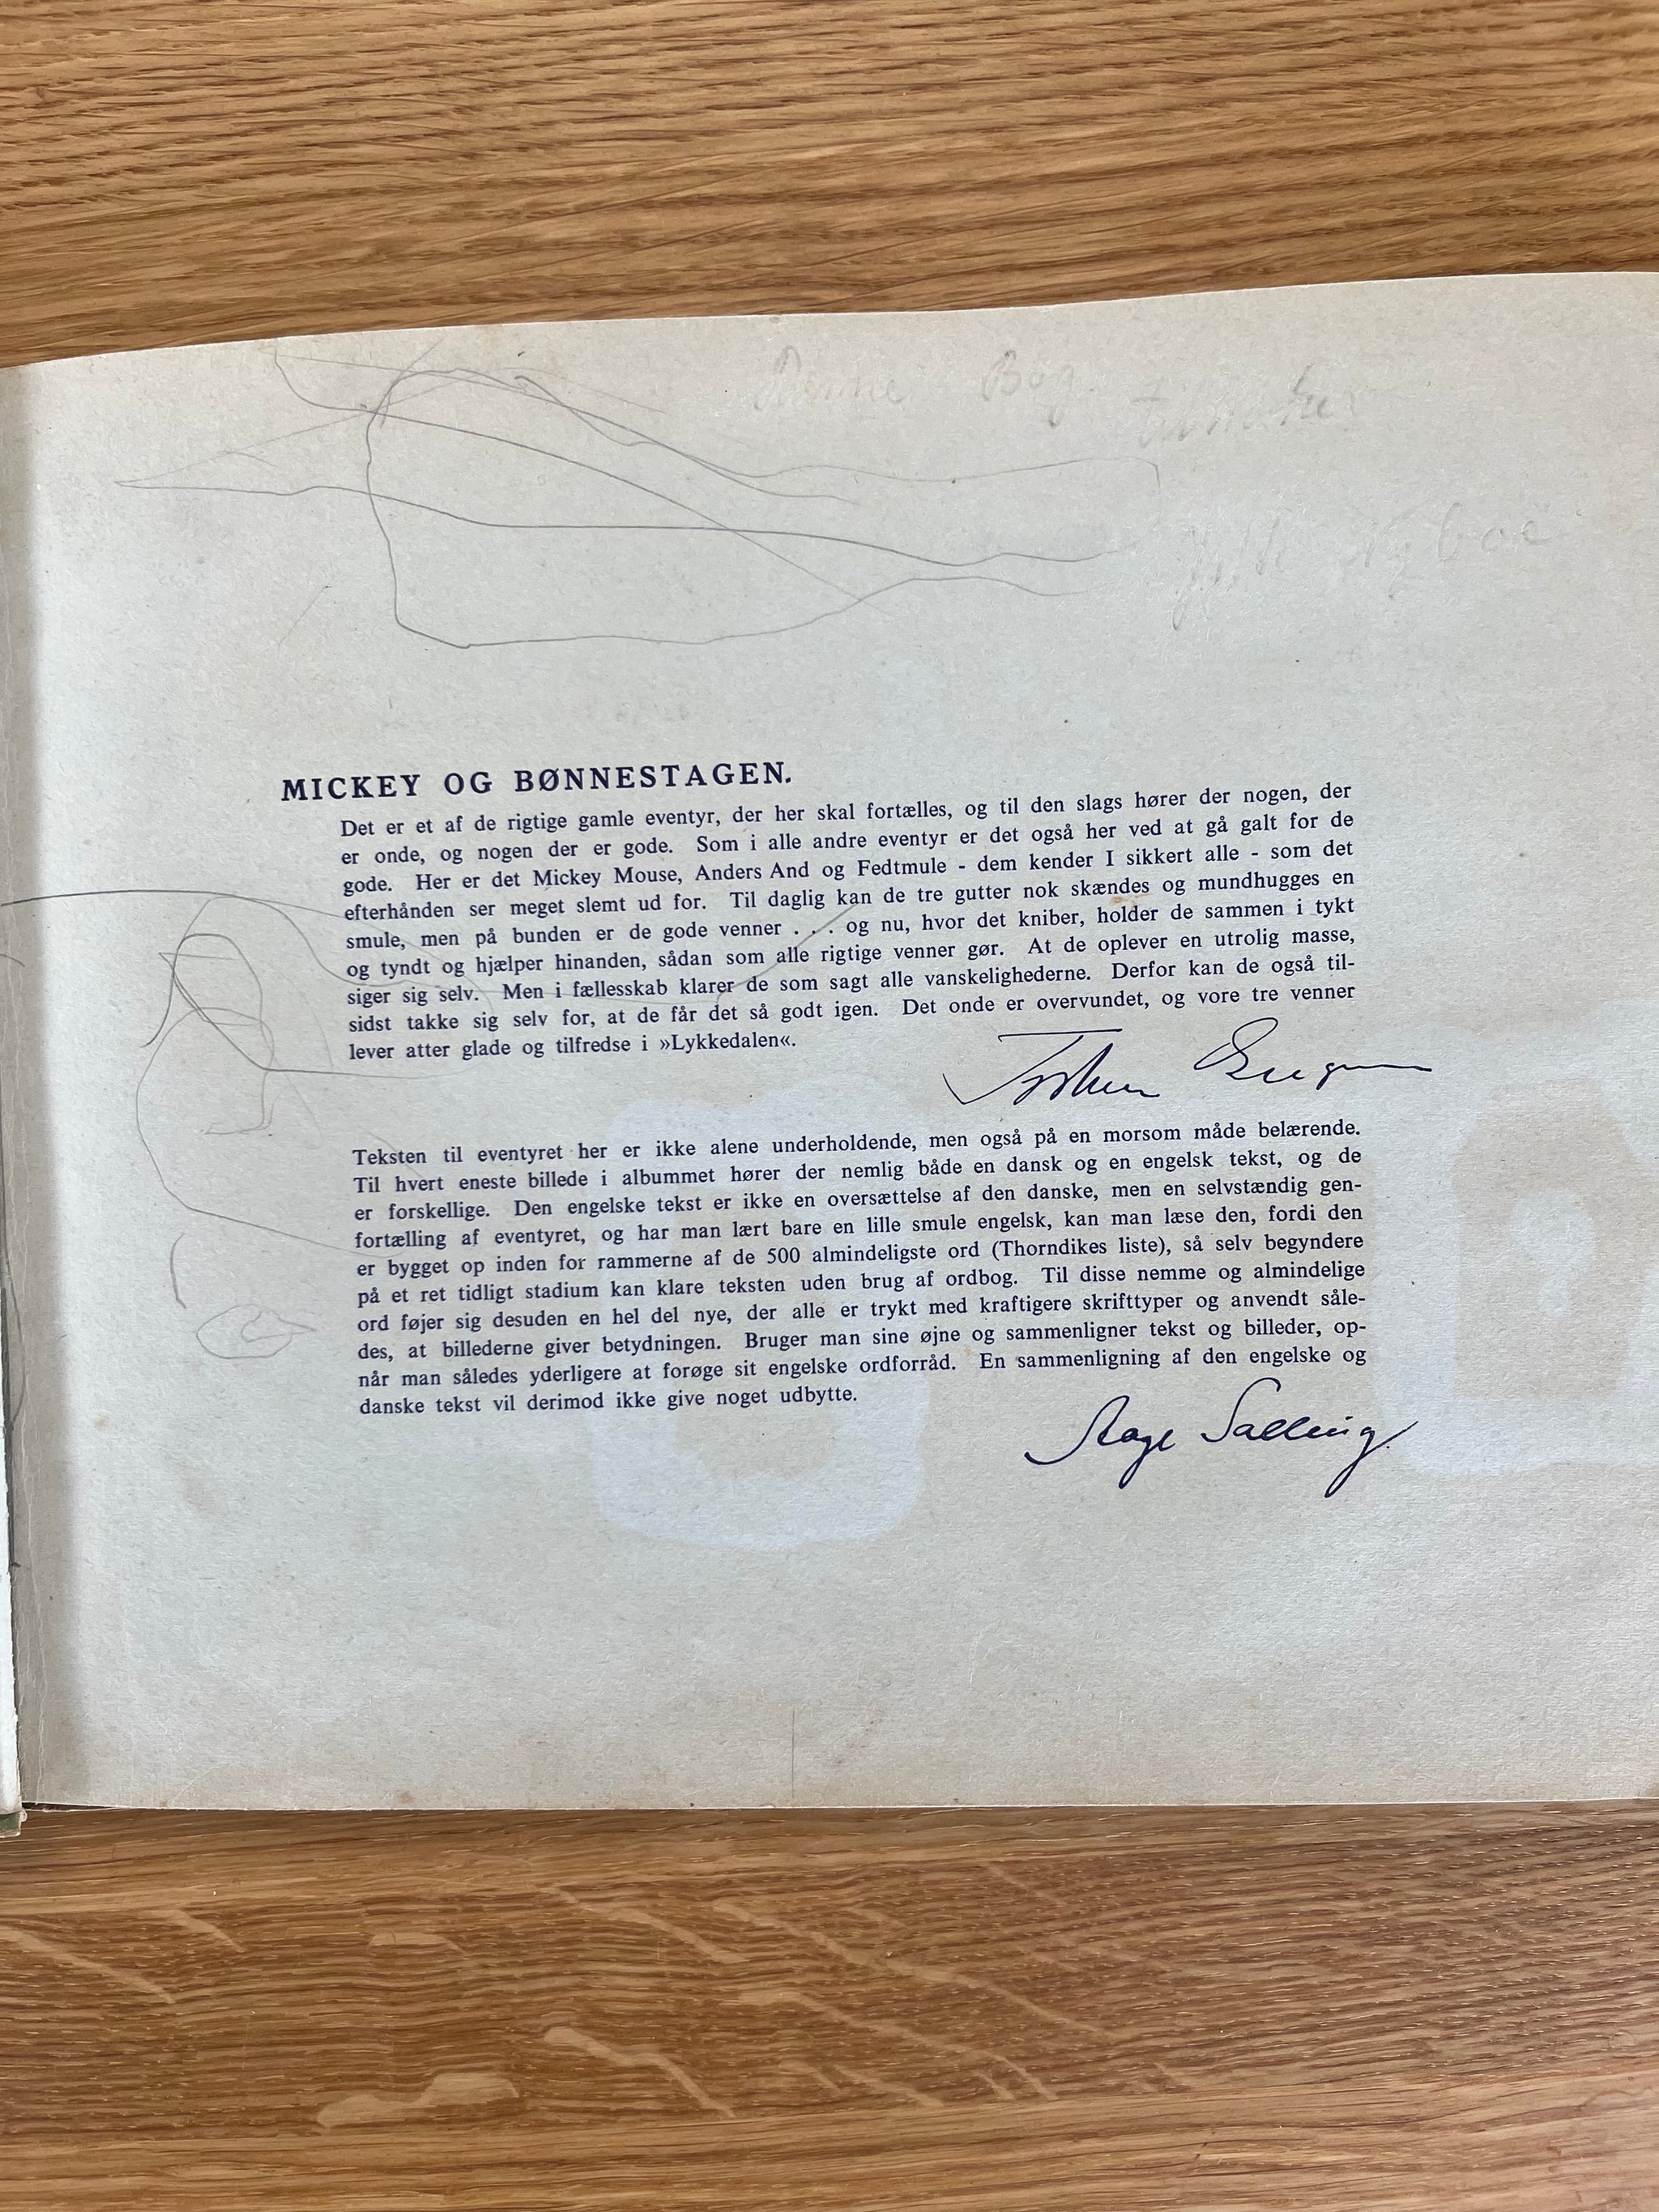 Denne Bog
tilhører
Nyboe
MICKEY OG BØNNESTAGEN.
Det er et af de rigtige gamle eventyr, der her skal fortælles, og til den slags hører der nogen, der
er onde, og nogen der er gode. Som i alle andre eventyr er det også her ved at gå galt for de
gode. Her er det Mickey Mouse, Anders And og Fedtmule - dem kender I sikkert alle - som det
efterhånden ser meget slemt ud for. Til daglig kan de tre gutter nok skændes og mundhugges en
smule, men på bunden er de gode venner . . . og nu, hvor det kniber, holder de sammen i tykt
og tyndt og hjælper hinanden, sådan som alle rigtige venner gør. At de oplever en utrolig masse,
siger sig selv. Men i fællesskab klarer de som sagt alle vanskelighederne. Derfor kan de også til-
sidst takke sig selv for, at de får det så godt igen. Det onde er overvundet, og vore tre venner
lever atter glade og tilfredse i »Lykkedalen«.
Teksten til eventyret her er ikke alene underholdende, men også på en morsom måde belærende.
Til hvert eneste billede i albummet hører der nemlig både en dansk og en engelsk tekst, og de
er forskellige. Den engelske tekst er ikke en oversættelse af den danske, men en selvstændig gen-
fortælling af eventyret, og har man lært bare en lille smule engelsk, kan man læse den, fordi den
er bygget op inden for rammerne af de 500 almindeligste ord (Thorndikes liste), så selv begyndere
på et ret tidligt stadium kan klare teksten uden brug af ordbog. Til disse nemme og almindelige
ord føjer sig desuden en hel del nye, der alle er trykt med kraftigere skrifttyper og anvendt såle-
des, at billederne giver betydningen. Bruger man sine øjne og sammenligner tekst og billeder, op-
når man således yderligere at forøge sit engelske ordforråd. En sammenligning af den engelske og
danske tekst vil derimod ikke give noget udbytte.
Aage Salling